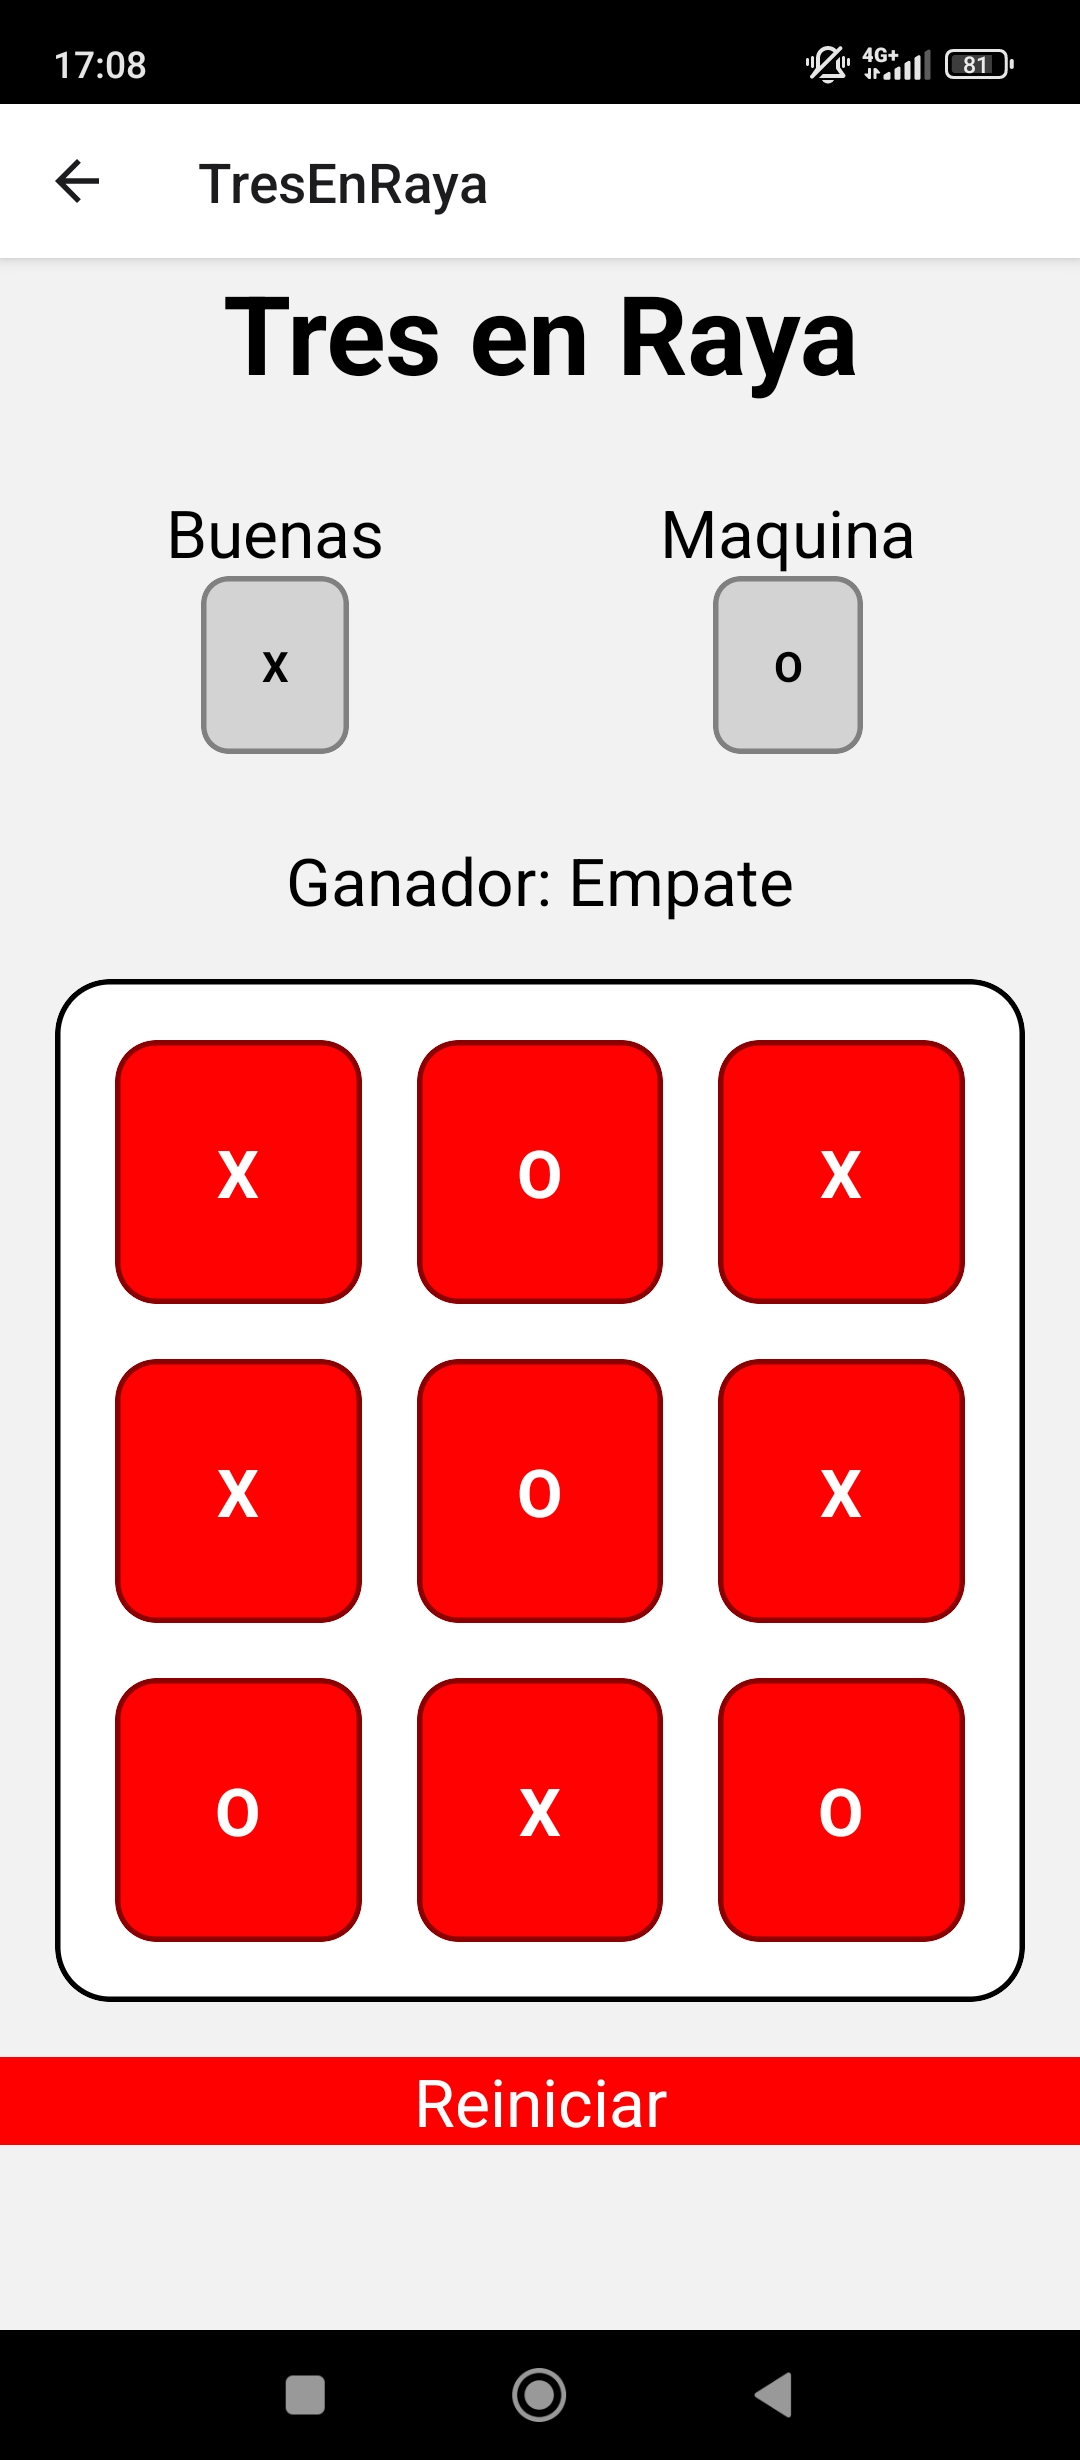 17:08 4G+ 81
TresEnRaya
Tres en Raya
Buenas Maquina
X O
Ganador: Empate
X O X
X O X
O X O
Reiniciar